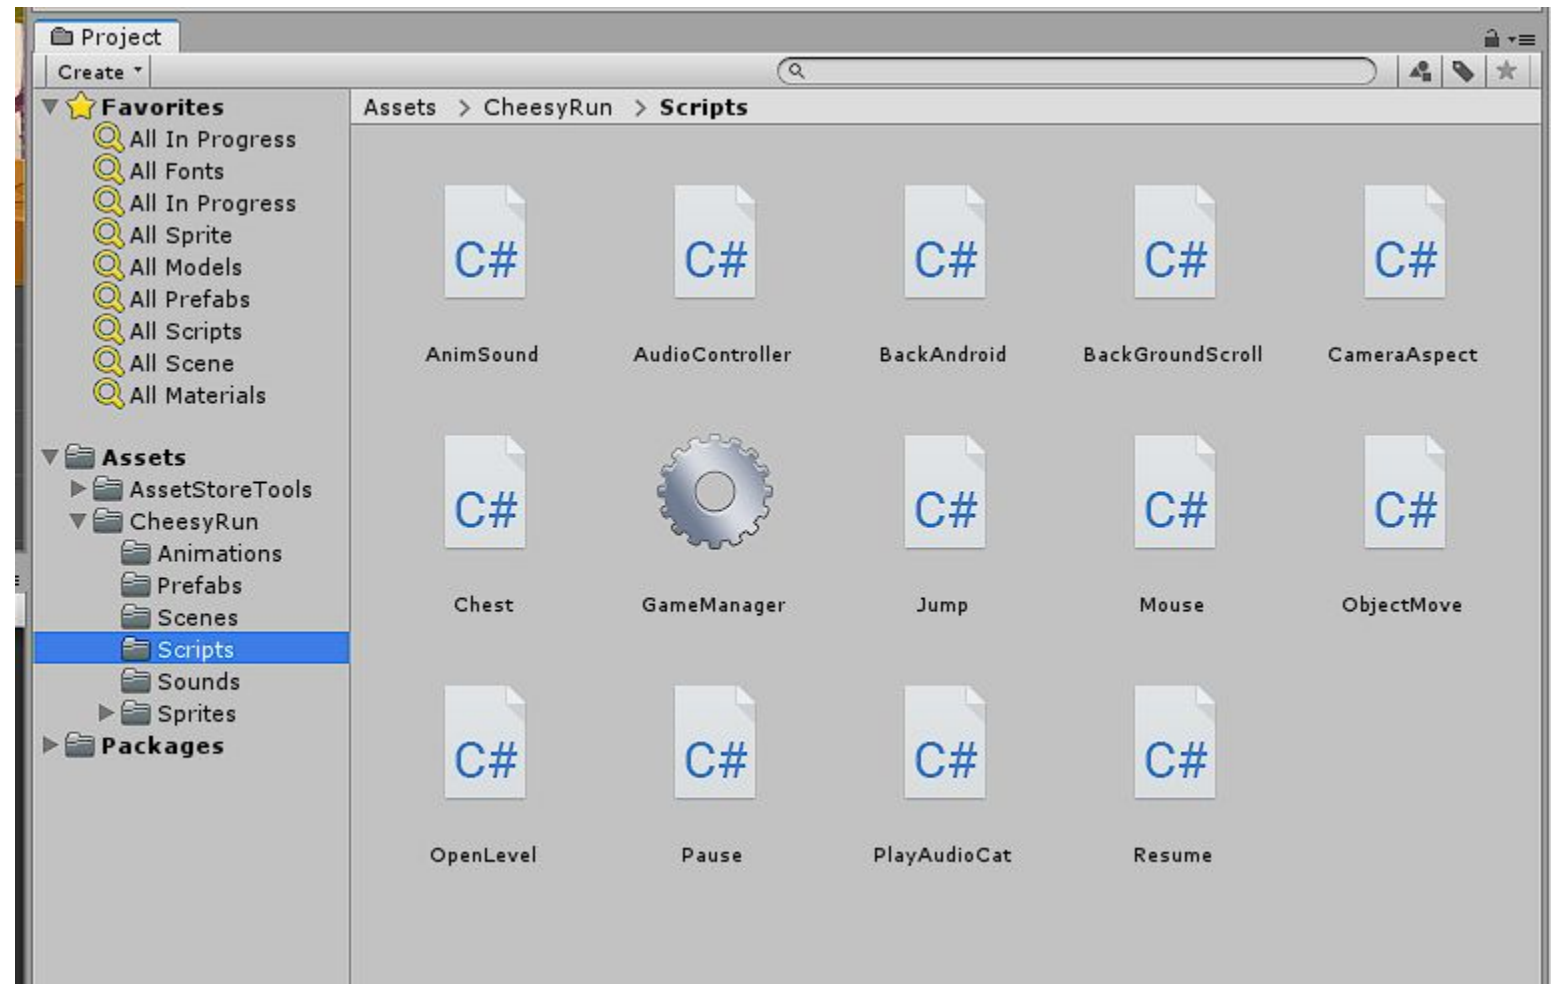 Project
Create
Favorites
All In Progress
All Fonts
All In Progress
All Sprite
All Models
All Prefabs
All Scripts
All Scene
All Materials
Assets
AssetStoreTools
CheesyRun
Animations
Prefabs
Scenes
Scripts
Sounds
Sprites
Packages
Assets > CheesyRun > Scripts
C# C# C# C# C#
AnimSound AudioController BackAndroid BackGroundScroll CameraAspect
C# C# C# C#
Chest GameManager Jump Mouse ObjectMove
C# C# C# C#
OpenLevel Pause PlayAudioCat Resume